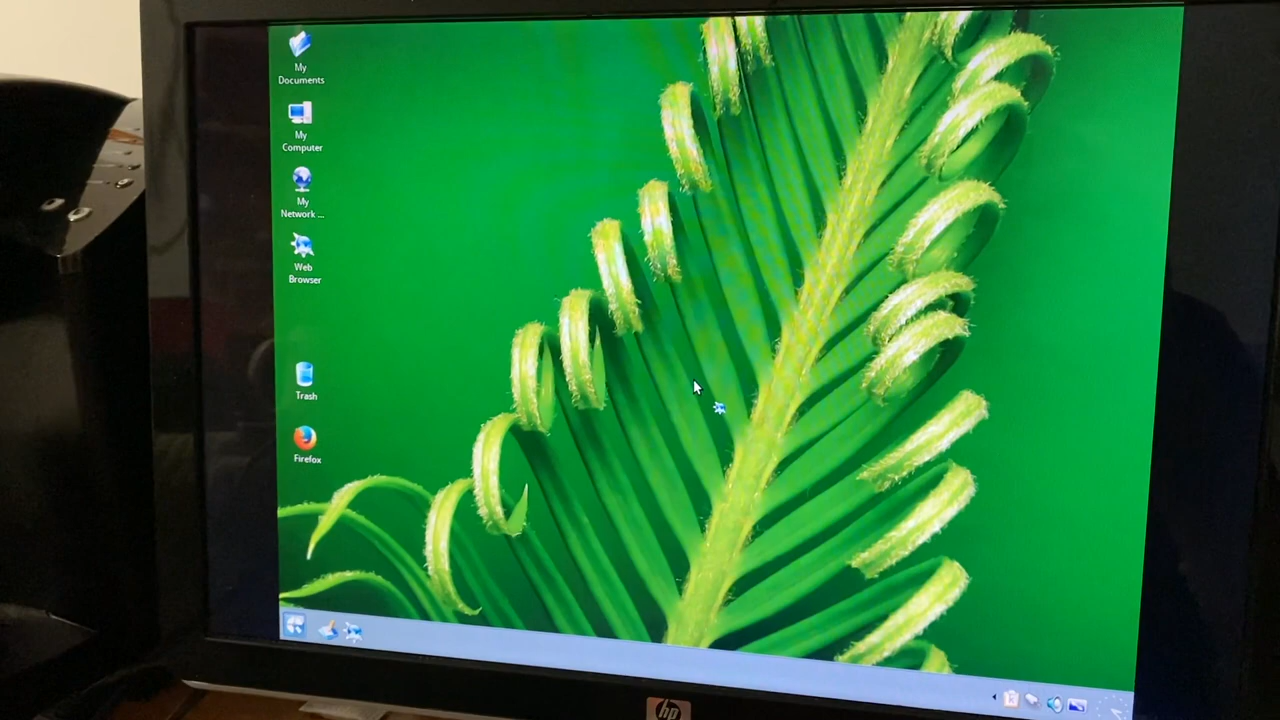 My
Documents
My
Computer
My
Network ...
Web
Browser
Trash
Firefox
hp